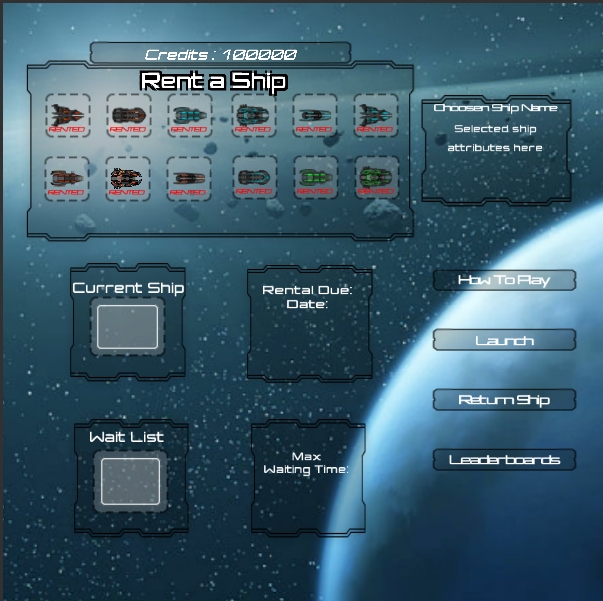 Credits : 100000
Rent a Ship
RENTED RENTED RENTED RENTED RENTED RENTED
RENTED RENTED RENTED RENTED RENTED RENTED
Choosen Ship Name
Selected ship
attributes here
Current Ship
Rental Due:
Date:
How To Play
Launch
Return Ship
Wait List
Max
Waiting Time:
Leaderboards